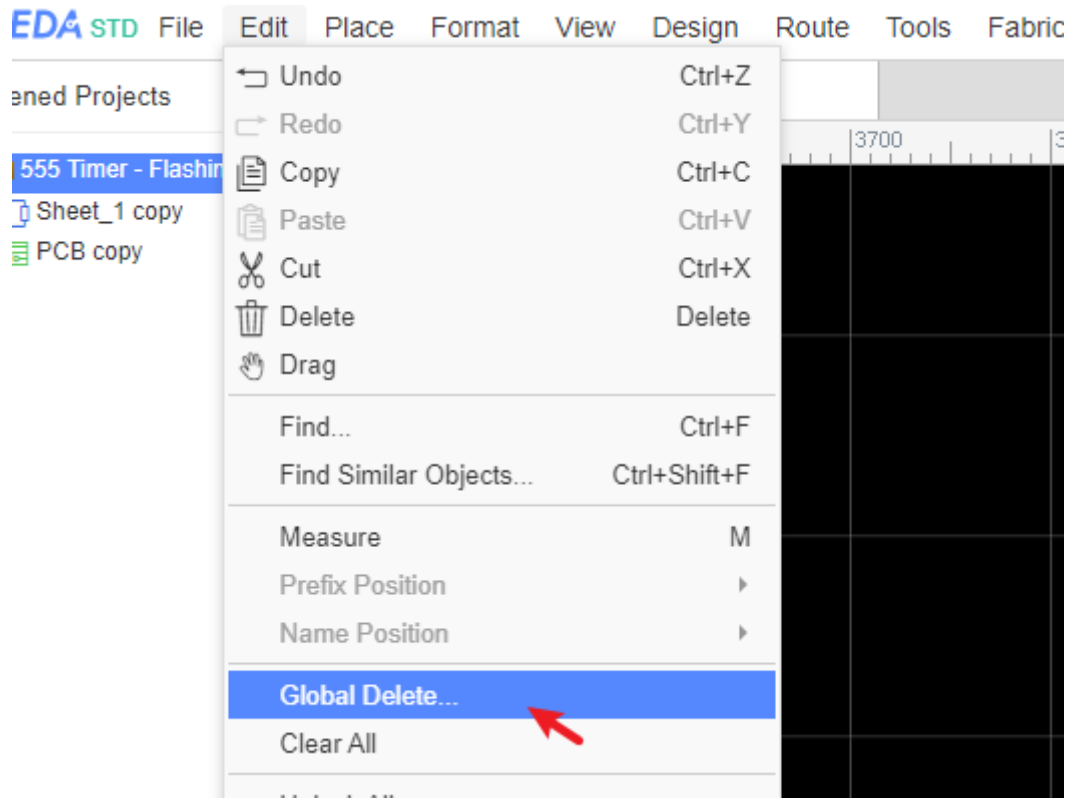 EDA STD File Edit Place Format View Design Route Tools
ened Projects
Undo Ctrl+Z
Redo Ctrl+Y
3700
555 Timer - Flashin
Copy Ctrl+C
Sheet_1 copy
Paste Ctrl+V
PCB copy
Cut Ctrl+X
Delete Delete
Drag
Find... Ctrl+F
Find Similar Objects... Ctrl+Shift+F
Measure M
Prefix Position
Name Position
Global Delete...
Clear All